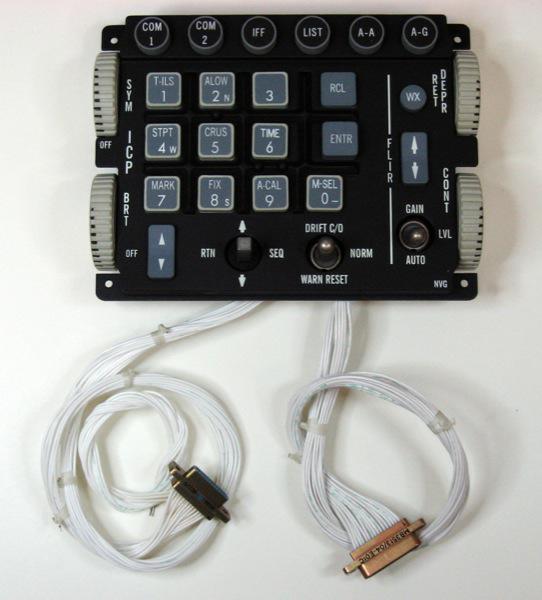 COM 1
COM 2
IFF
LIST
A-A
A-G
SYM
T-ILS 1
ALOW 2 N
3
RCL
WX
DEPR RET
OFF
ICP
STPT 4 W
CRUS 5
TIME 6
ENTR
FLIR
BRT
MARK 7
FIX 8 S
A-CAL 9
M-SEL 0 –
CONT
GAIN
LVL
AUTO
OFF
RTN
SEQ
DRIFT C/O
NORM
WARN RESET
NVG